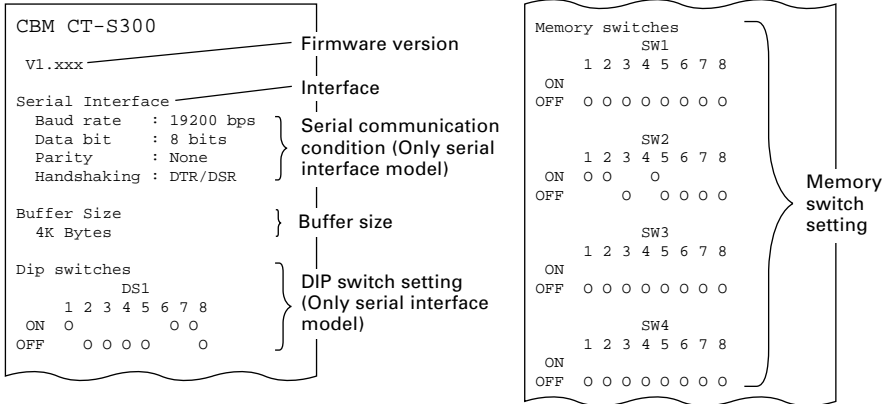 CBM CT-S300
Firmware version
V1.xxx
Interface
Serial Interface
Baud rate : 19200 bps
Data bit : 8 bits
Parity : None
Handshaking : DTR/DSR
Serial communication
condition (Only serial
interface model)
Buffer Size
4K Bytes
Buffer size
Dip switches
DS1
1 2 3 4 5 6 7 8
ON O O O
OFF O O O O O
DIP switch setting
(Only serial interface
model)
Memory switches
SW1
1 2 3 4 5 6 7 8
ON
OFF O O O O O O O O
SW2
1 2 3 4 5 6 7 8
ON O O O
OFF O O O O O
SW3
1 2 3 4 5 6 7 8
ON
OFF O O O O O O O O
SW4
1 2 3 4 5 6 7 8
ON
OFF O O O O O O O O
Memory
switch
setting